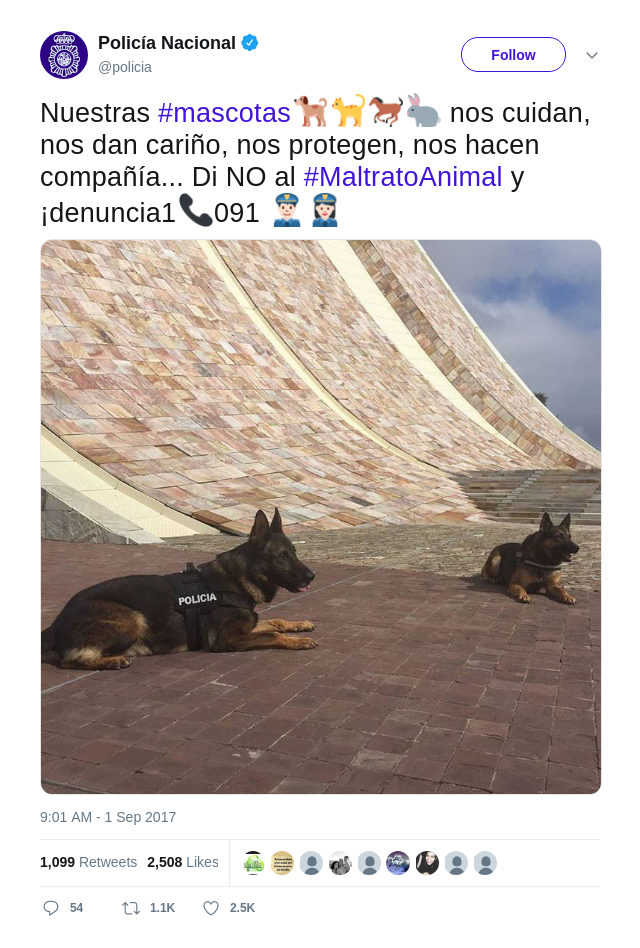 Policía Nacional
@policia
Follow
Nuestras #mascotas🐕🐈🐎🐇 nos cuidan,
nos dan cariño, nos protegen, nos hacen
compañía... Di NO al #MaltratoAnimal y
¡denuncia1📞091 👮🏻‍♂️ 👮🏻‍♀️
POLICIA
9:01 AM - 1 Sep 2017
1,099 Retweets 2,508 Likes
54 1.1K 2.5K